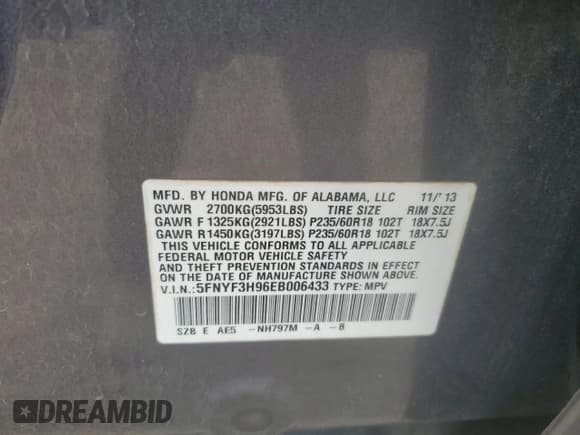 MFD. BY HONDA MFG. OF ALABAMA, LLC 11/'13
GVWR 2700KG(5953LBS) TIRE SIZE RIM SIZE
GAWR F 1325KG(2921LBS) P235/60R18 102T 18X7.5J
GAWR R1450KG(3197LBS) P235/60R18 102T 18X7.5J
THIS VEHICLE CONFORMS TO ALL APPLICABLE
FEDERAL MOTOR VEHICLE SAFETY
AND THEFT PREVENTION STANDARDS IN EFFECT
ON THE DATE OF MANUFACTURE SHOWN ABOVE.
V.I.N.:5FNYF3H96EB006433 TYPE: MPV
SZB E AE5 -NH797M -A -B
DREAMBID